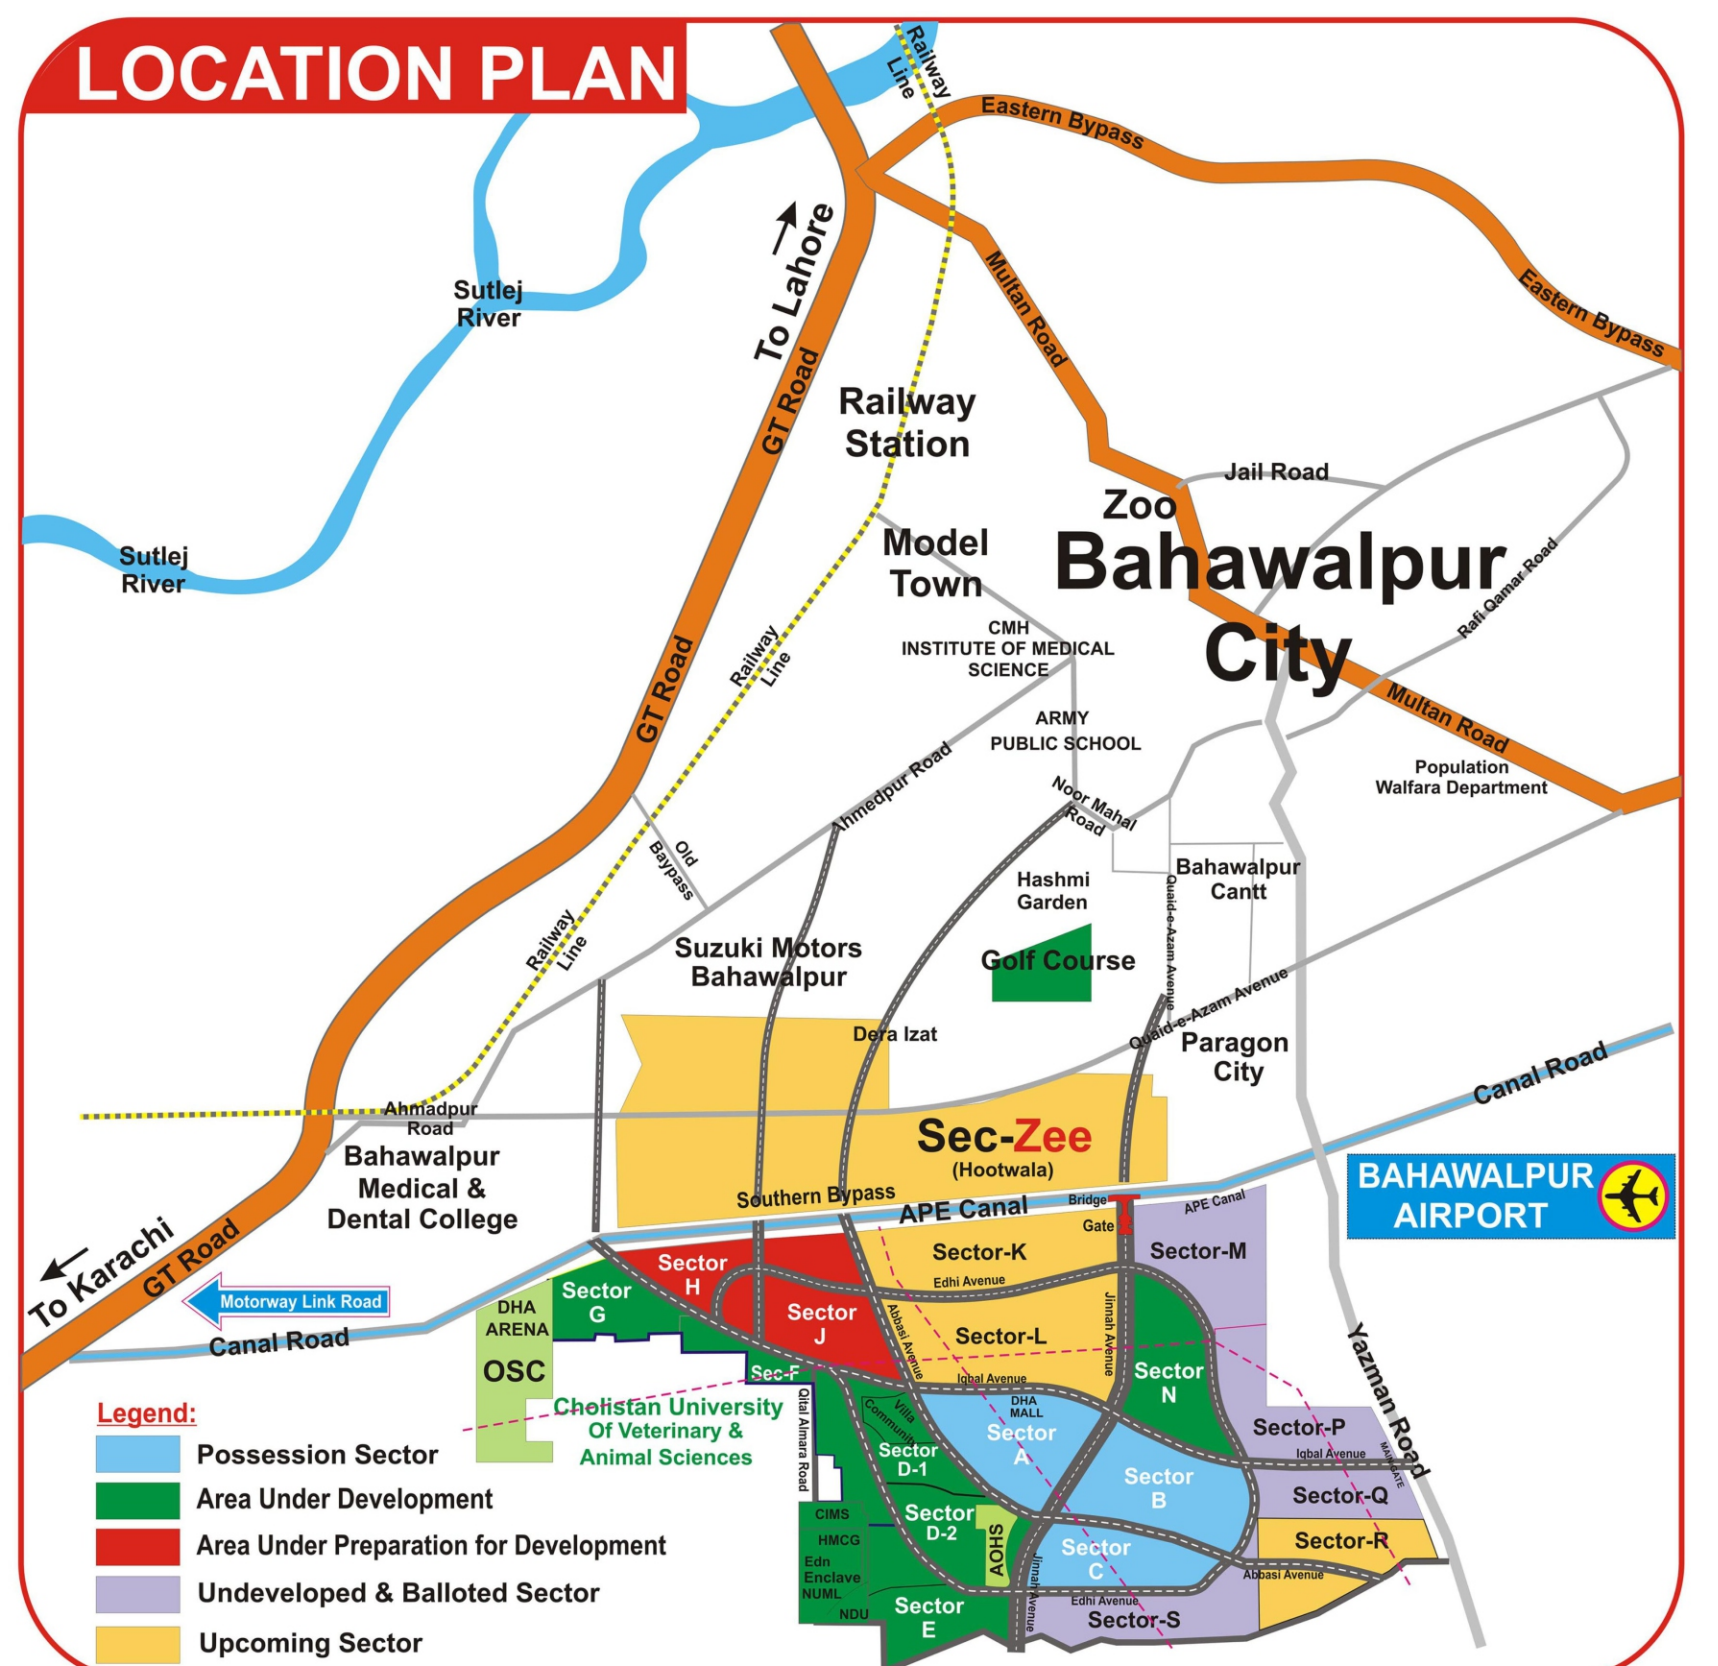 LOCATION PLAN
Railway
Line
Eastern Bypass
Eastern Bypass
To Lahore
Multan Road
GT Road
Sutlej
River
Sutlej
River
Railway
Station
Jail Road
Zoo
Bahawalpur
City
Model
Town
Rafi Qamar Road
CMH
INSTITUTE OF MEDICAL
SCIENCE
Railway
Line
GT Road
ARMY
PUBLIC SCHOOL
Multan Road
Population
Walfara Department
Ahmedpur Road
Noor Mahal
Road
Old
Baypass
Hashmi
Garden
Bahawalpur
Cantt
Quaid-e-Azam Avenue
Railway
Line
Suzuki Motors
Bahawalpur
Golf Course
Dera Izat
Quaid-e-Azam Avenue
Paragon
City
Canal Road
Ahmadpur
Road
Bahawalpur
Medical &
Dental College
Sec-Zee
(Hootwala)
BAHAWALPUR
AIRPORT
Southern Bypass
APE Canal
Bridge
Gate
APE Canal
To Karachi
GT Road
Motorway Link Road
Canal Road
Sector-K
Sector-M
Edhi Avenue
Sector
H
Sector
G
Sector
J
DHA
ARENA
OSC
Abbasi Avenue
Sector-L
Jinnah Avenue
Yazman Road
Sec-F
Iqbal Avenue
Sector
N
Cholistan University
Of Veterinary &
Animal Sciences
Qital Almara Road
Villa
Community
DHA
MALL
Sector
A
Sector-P
Iqbal Avenue
MAIN GATE
Sector
D-1
Sector
B
Sector-Q
Sector
D-2
AOHS
Sector
C
Sector-R
Abbasi Avenue
CIMS
HMCG
Edn
Enclave
NUML
NDU
Sector
E
Jinnah Avenue
Edhi Avenue
Sector-S
Legend:
Possession Sector
Area Under Development
Area Under Preparation for Development
Undeveloped & Balloted Sector
Upcoming Sector